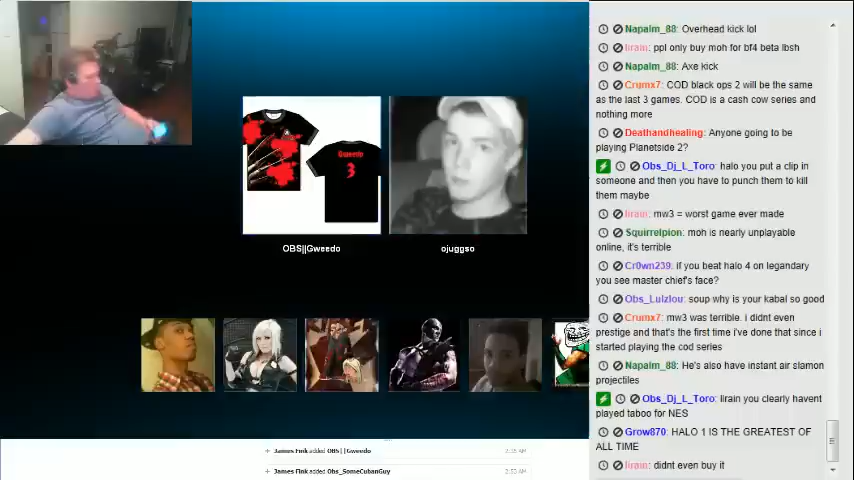 Gweedo
3
OBS||Gweedo
ojuggso
James Fink added OBS||Gweedo
2:35 AM
James Fink added Obs_SomeCubanGuy
2:53 AM
Napalm_88: Overhead kick lol
lirain: ppl only buy moh for bf4 beta lbsh
Napalm_88: Axe kick
Crumx7: COD black ops 2 will be the
same as the last 3 games. COD is a cash cow series and
nothing more
Deathandhealing: Anyone going to be
playing Planetside 2?
Obs_Dj_L_Toro: halo you put a clip in
someone and then you have to punch them to kill
them maybe
lirain: mw3 = worst game ever made
Squirrelpion: moh is nearly unplayable
online, it's terrible
Cr0wn239: if you beat halo 4 on legandary
you see master chief's face?
Obs_Luizlou: soup why is your kabal so good
Crumx7: mw3 was terrible. i didnt even
prestige and that's the first time i've done that since i
started playing the cod series
Napalm_88: He's also have instant air slamon
projectiles
Obs_Dj_L_Toro: lirain you clearly havent
played taboo for NES
Grow870: HALO 1 IS THE GREATEST OF
ALL TIME
lirain: didnt even buy it